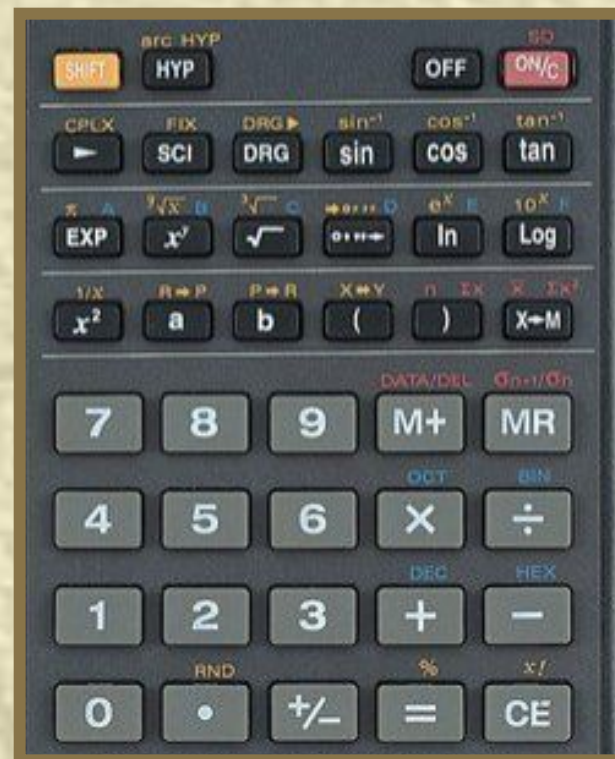 arc HYP SD
SHIFT HYP OFF ON/C
CPLX FIX DRG▶ sin⁻¹ cos⁻¹ tan⁻¹
► SCI DRG sin cos tan
π A ʸ√x B ³√ C ➔o,,, D eˣ E 10ˣ F
EXP xʸ √ o,,,➔ ln Log
1/X R➔P P➔R X↔Y n ΣX x̄ ΣX²
x² a b ( ) X➔M
DATA/DEL σn-1/σn
7 8 9 M+ MR
OCT BIN
4 5 6 × ÷
DEC HEX
1 2 3 + −
RND % x!
0 • +/− = CE